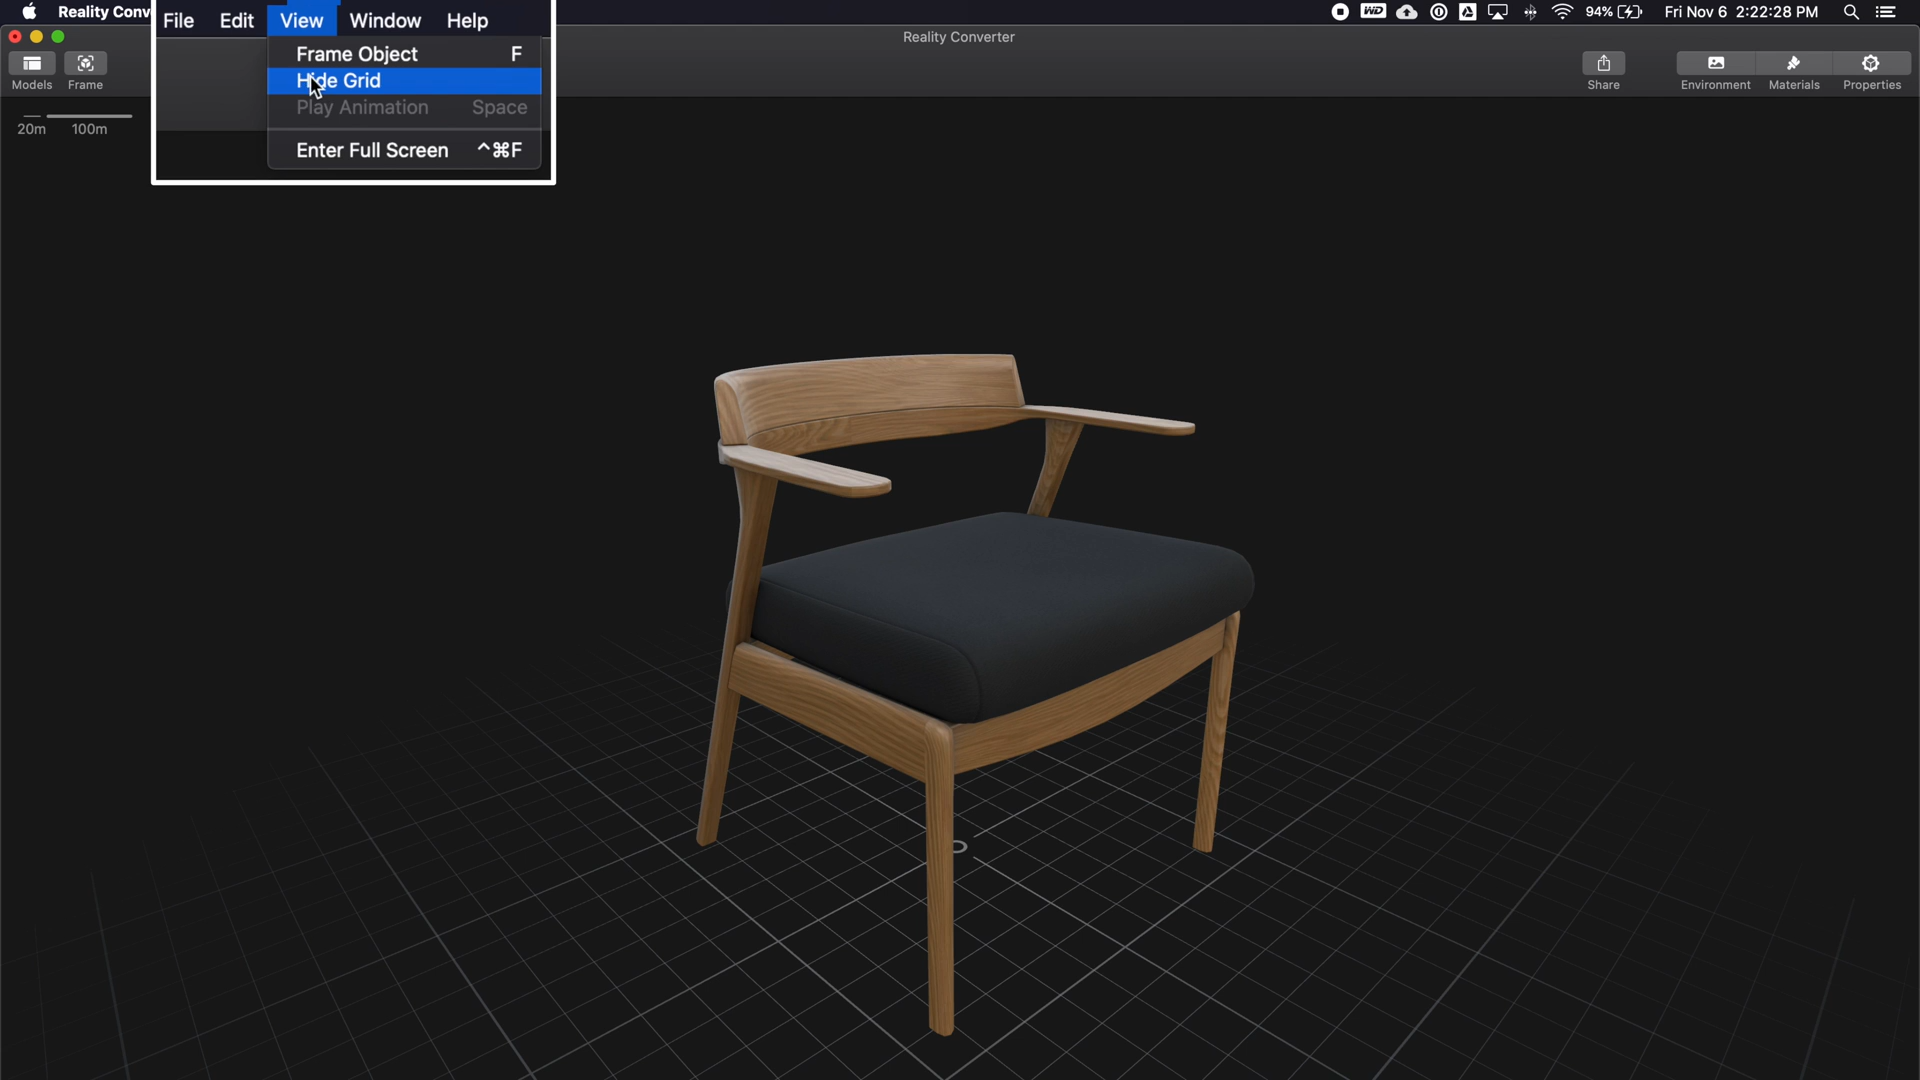 Reality Conv
File Edit View Window Help
WD
94%
Fri Nov 6 2:22:28 PM
Reality Converter
Frame Object F
Hide Grid
Play Animation Space
Enter Full Screen ^⌘F
Models
Frame
Share
Environment
Materials
Properties
20m 100m